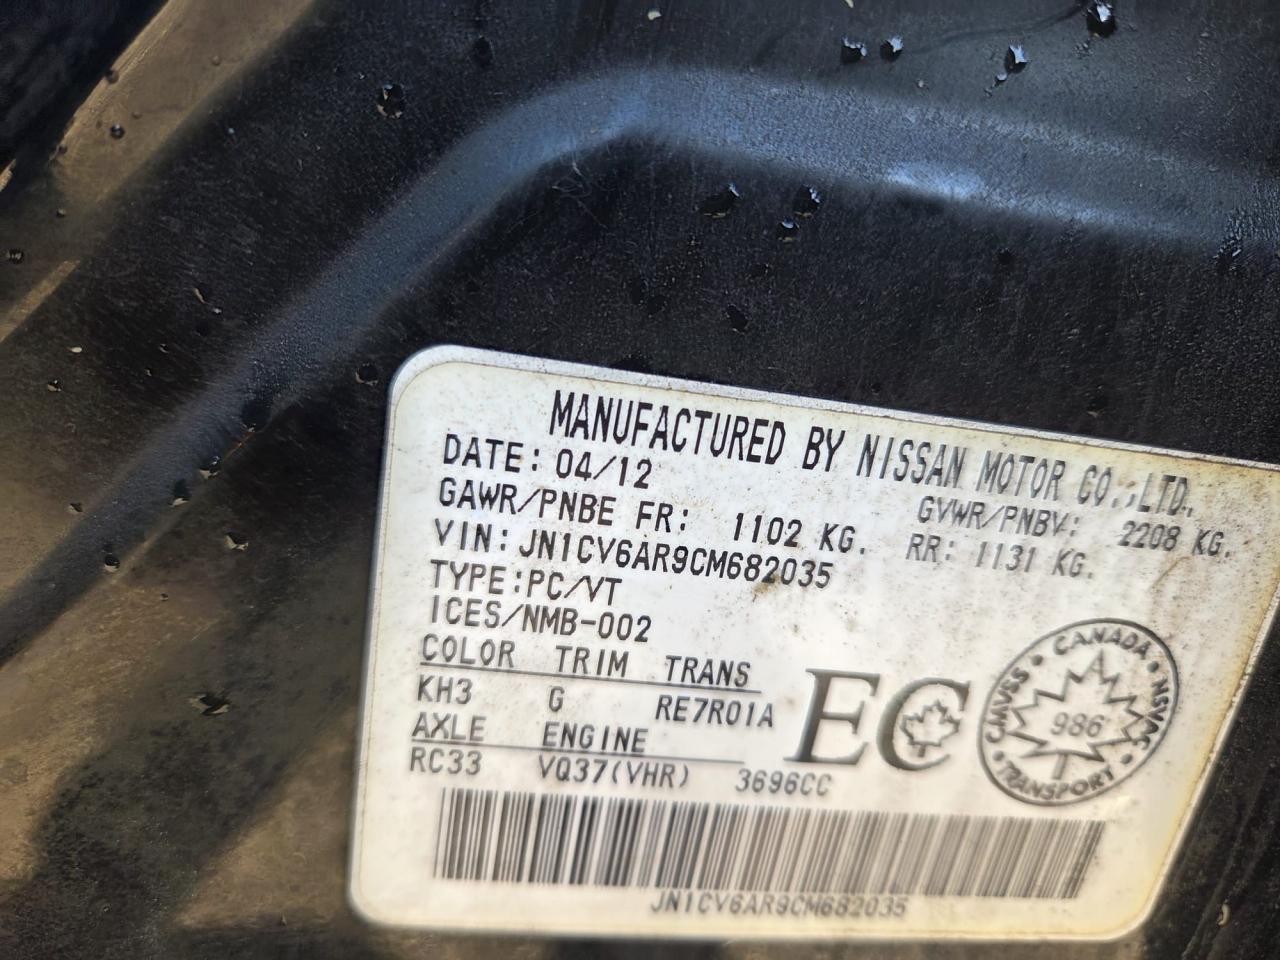 MANUFACTURED BY NISSAN MOTOR CO.,LTD.
DATE: 04/12 GVWR/PNBV: 2208 KG.
GAWR/PNBE FR: 1102 KG. RR: 1131 KG.
VIN: JN1CV6AR9CM682035
TYPE:PC/VT
ICES/NMB-002
COLOR TRIM TRANS
KH3 G RE7R01A
AXLE ENGINE
RC33 VQ37(VHR) 3696CC
EC
CANADA
CMVSS NSVAC
986
TRANSPORT
JN1CV6AR9CM682035